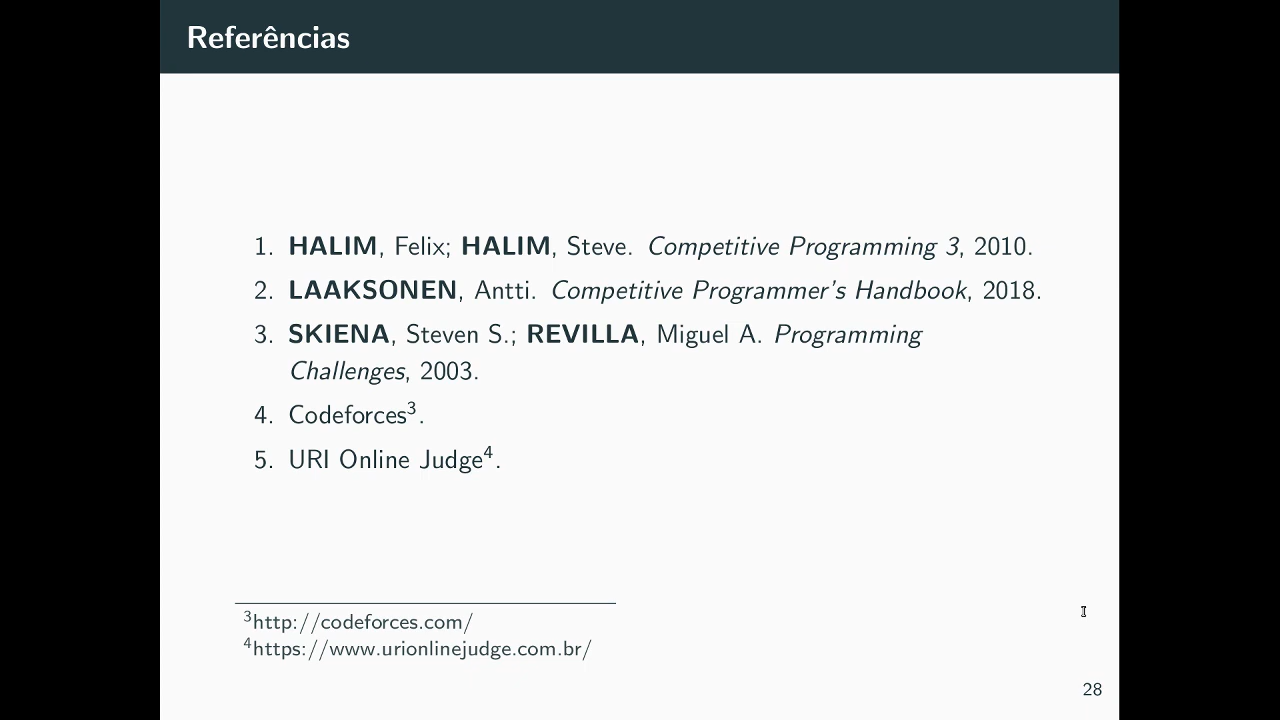 Referências
1. HALIM, Felix; HALIM, Steve. Competitive Programming 3, 2010.
2. LAAKSONEN, Antti. Competitive Programmer's Handbook, 2018.
3. SKIENA, Steven S.; REVILLA, Miguel A. Programming
Challenges, 2003.
4. Codeforces³.
5. URI Online Judge⁴.
³http://codeforces.com/
⁴https://www.urionlinejudge.com.br/
28